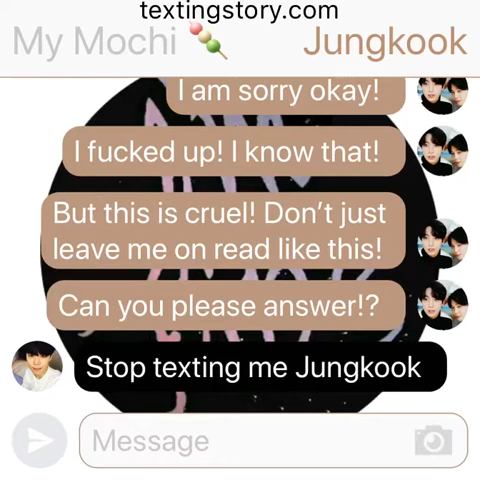 textingstory.com
My Mochi 🍡 Jungkook
I am sorry okay!
I fucked up! I know that!
But this is cruel! Don't just
leave me on read like this!
Can you please answer!?
Stop texting me Jungkook
Message